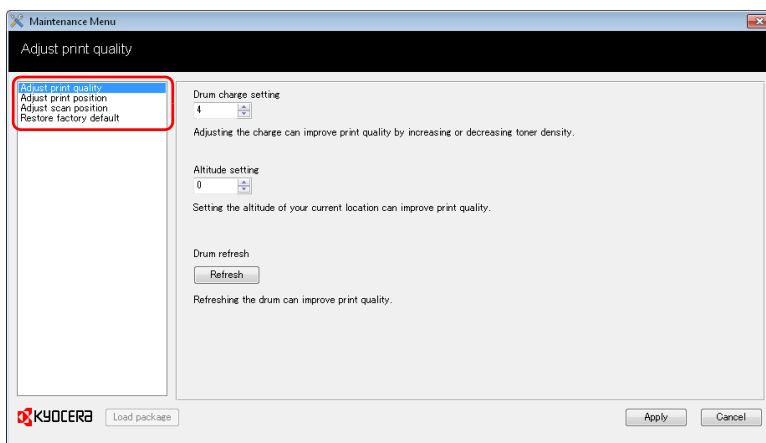 Maintenance Menu
Adjust print quality
Adjust print quality
Adjust print position
Adjust scan position
Restore factory default
Drum charge setting
4
Adjusting the charge can improve print quality by increasing or decreasing toner density.
Altitude setting
0
Setting the altitude of your current location can improve print quality.
Drum refresh
Refresh
Refreshing the drum can improve print quality.
KYOCERA
Load package
Apply
Cancel